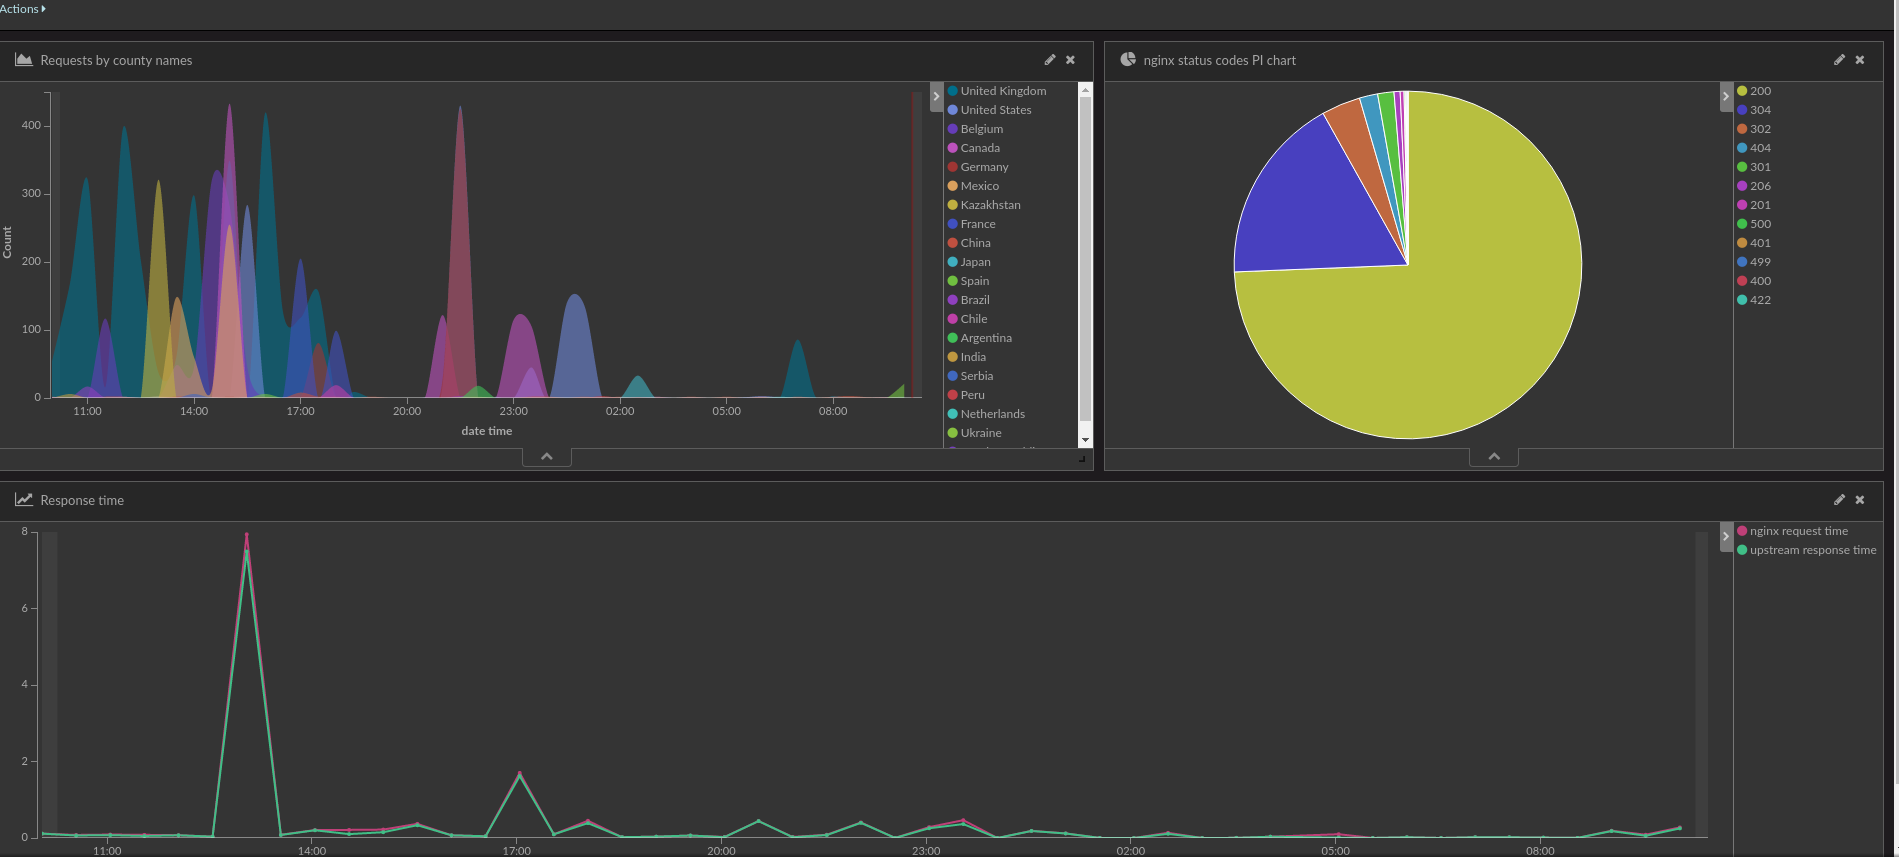 Actions
Requests by county names
400
300
200
100
0
Count
11:00 14:00 17:00 20:00 23:00 02:00 05:00 08:00
date time
United Kingdom
United States
Belgium
Canada
Germany
Mexico
Kazakhstan
France
China
Japan
Spain
Brazil
Chile
Argentina
India
Serbia
Peru
Netherlands
Ukraine
nginx status codes PI chart
200
304
302
404
301
206
201
500
401
499
400
422
Response time
8
6
4
2
0
11:00 14:00 17:00 20:00 23:00 02:00 05:00 08:00
nginx request time
upstream response time